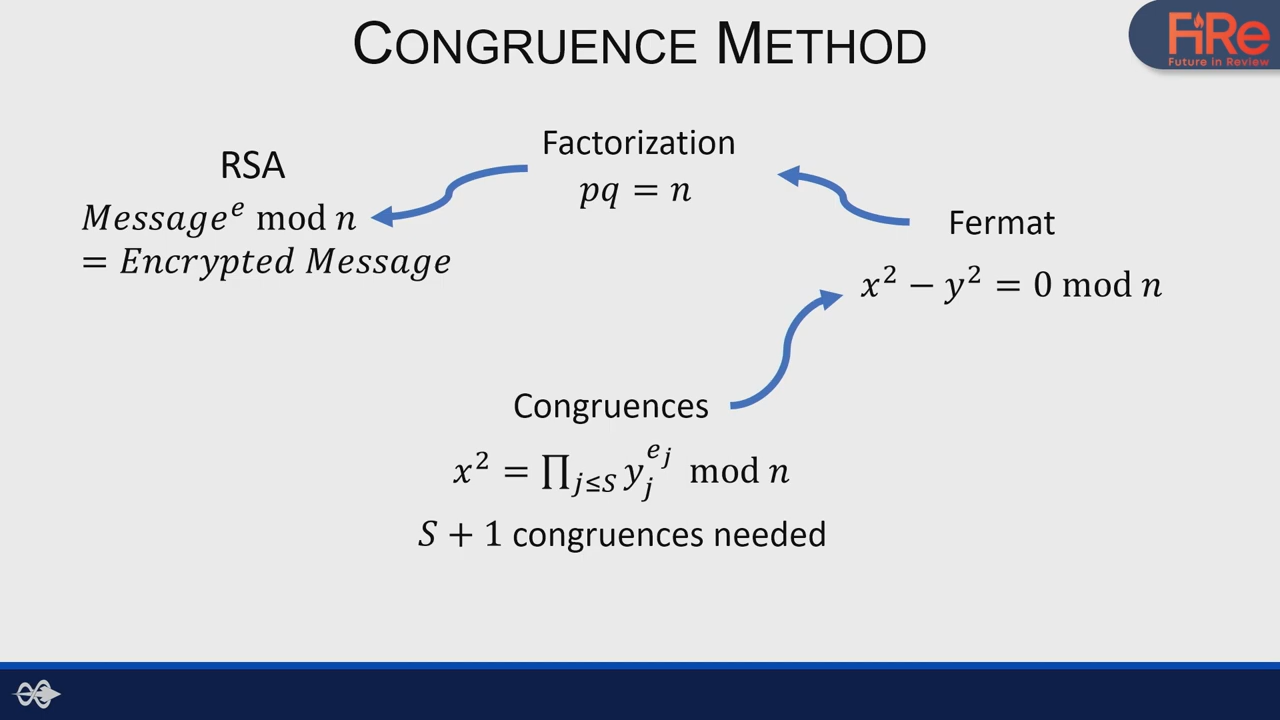 CONGRUENCE METHOD
FiRe
Future in Review
Factorization
pq = n
RSA
Message^e mod n
= Encrypted Message
Fermat
x² − y² = 0 mod n
Congruences
x² = ∏_{j≤S} y_j^{e_j} mod n
S + 1 congruences needed